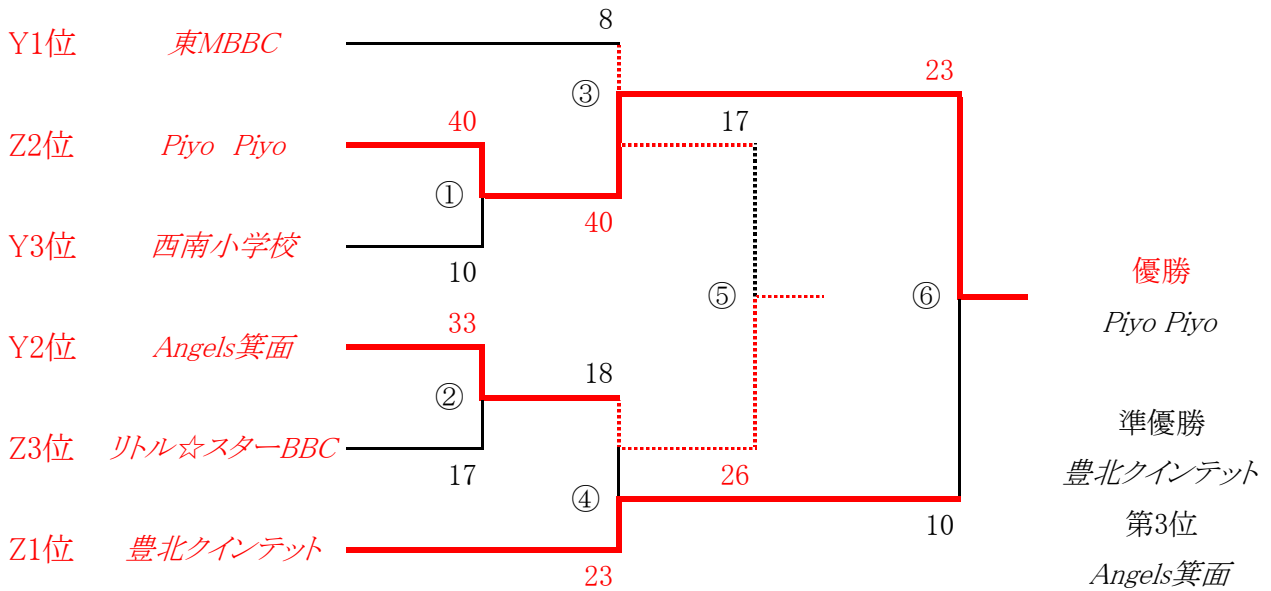 8
Y1位 東MBBC
23
③
Z2位 Piyo Piyo
40
17
①
40
Y3位 西南小学校
10
優勝
⑤
⑥
Piyo Piyo
33
Y2位 Angels箕面
18
②
準優勝
Z3位 リトル☆スターBBC
17
26
豊北クインテット
④
10
第3位
Z1位 豊北クインテット
23
Angels箕面